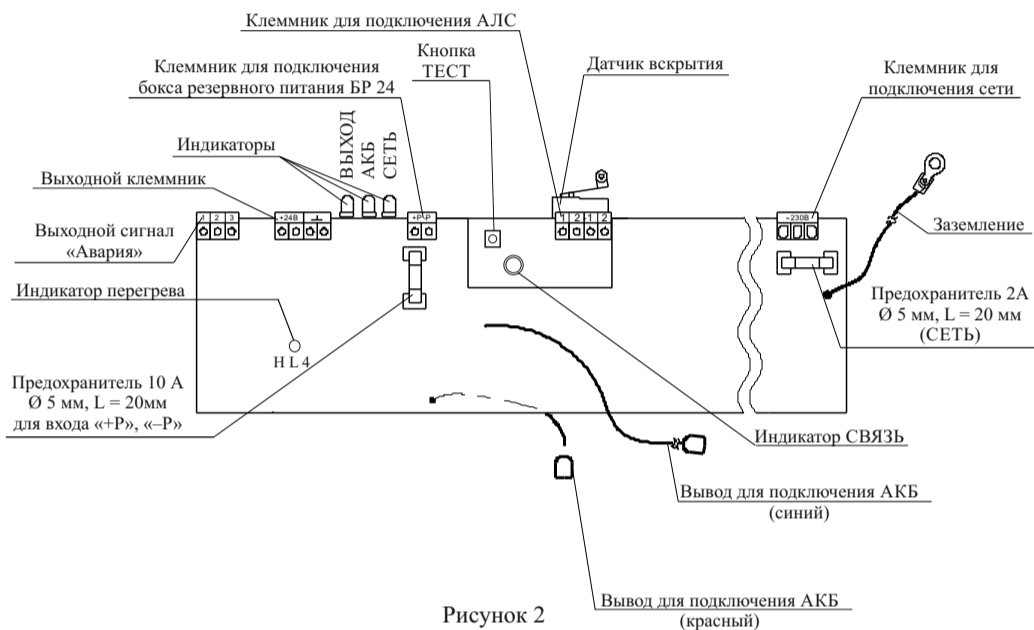 Клеммник для подключения АЛС
Кнопка
ТЕСТ
Датчик вскрытия
Клеммник для подключения
бокса резервного питания БР 24
Клеммник для
подключения сети
Индикаторы
ВЫХОД
АКБ
СЕТЬ
Выходной клеммник
1 2 3
+24В
+Р -Р
1 2 1 2
~230В
Выходной сигнал
«Авария»
Заземление
Индикатор перегрева
HL4
Предохранитель 2А
Ø 5 мм, L = 20 мм
(СЕТЬ)
Предохранитель 10 А
Ø 5 мм, L = 20мм
для входа «+Р», «–Р»
Индикатор СВЯЗЬ
Вывод для подключения АКБ
(синий)
Вывод для подключения АКБ
(красный)
Рисунок 2